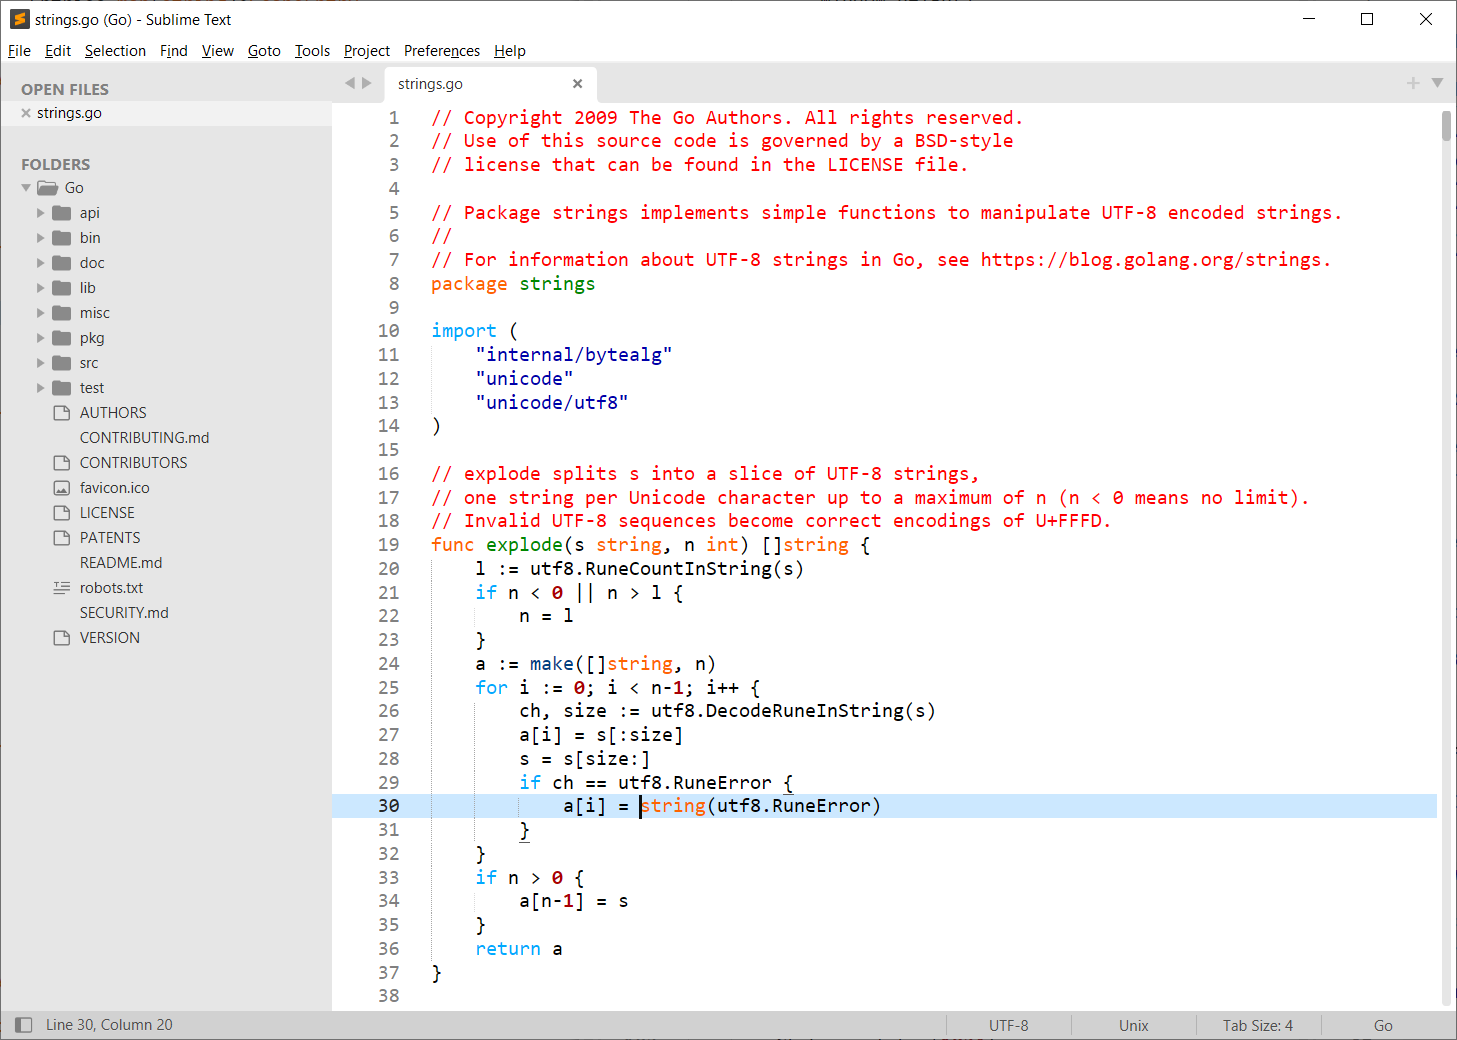 strings.go (Go) - Sublime Text
File Edit Selection Find View Goto Tools Project Preferences Help
OPEN FILES
strings.go
FOLDERS
Go
api
bin
doc
lib
misc
pkg
src
test
AUTHORS
CONTRIBUTING.md
CONTRIBUTORS
favicon.ico
LICENSE
PATENTS
README.md
robots.txt
SECURITY.md
VERSION
strings.go
1 // Copyright 2009 The Go Authors. All rights reserved.
2 // Use of this source code is governed by a BSD-style
3 // license that can be found in the LICENSE file.
4
5 // Package strings implements simple functions to manipulate UTF-8 encoded strings.
6 //
7 // For information about UTF-8 strings in Go, see https://blog.golang.org/strings.
8 package strings
9
10 import (
11     "internal/bytealg"
12     "unicode"
13     "unicode/utf8"
14 )
15
16 // explode splits s into a slice of UTF-8 strings,
17 // one string per Unicode character up to a maximum of n (n < 0 means no limit).
18 // Invalid UTF-8 sequences become correct encodings of U+FFFD.
19 func explode(s string, n int) []string {
20     l := utf8.RuneCountInString(s)
21     if n < 0 || n > l {
22         n = l
23     }
24     a := make([]string, n)
25     for i := 0; i < n-1; i++ {
26         ch, size := utf8.DecodeRuneInString(s)
27         a[i] = s[:size]
28         s = s[size:]
29         if ch == utf8.RuneError {
30             a[i] = string(utf8.RuneError)
31         }
32     }
33     if n > 0 {
34         a[n-1] = s
35     }
36     return a
37 }
38
Line 30, Column 20 UTF-8 Unix Tab Size: 4 Go